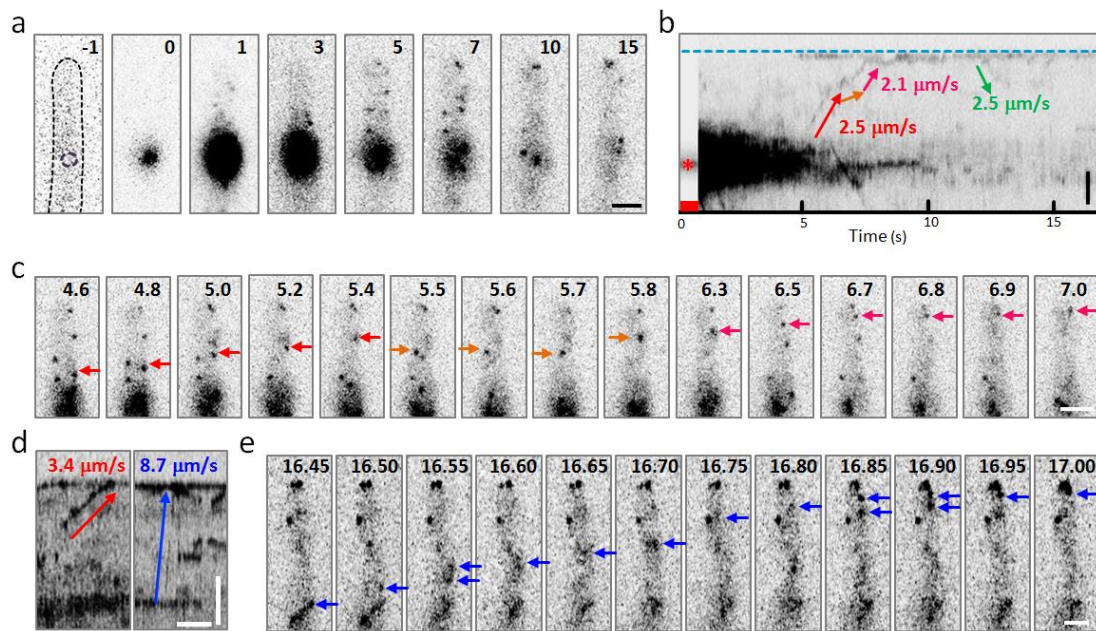 a
-1 0 1 3 5 7 10 15
b
2.1 µm/s
2.5 µm/s
2.5 µm/s
*
0 5 10 15
Time (s)
c
4.6 4.8 5.0 5.2 5.4 5.5 5.6 5.7 5.8 6.3 6.5 6.7 6.8 6.9 7.0
d
3.4 µm/s 8.7 µm/s
e
16.45 16.50 16.55 16.60 16.65 16.70 16.75 16.80 16.85 16.90 16.95 17.00